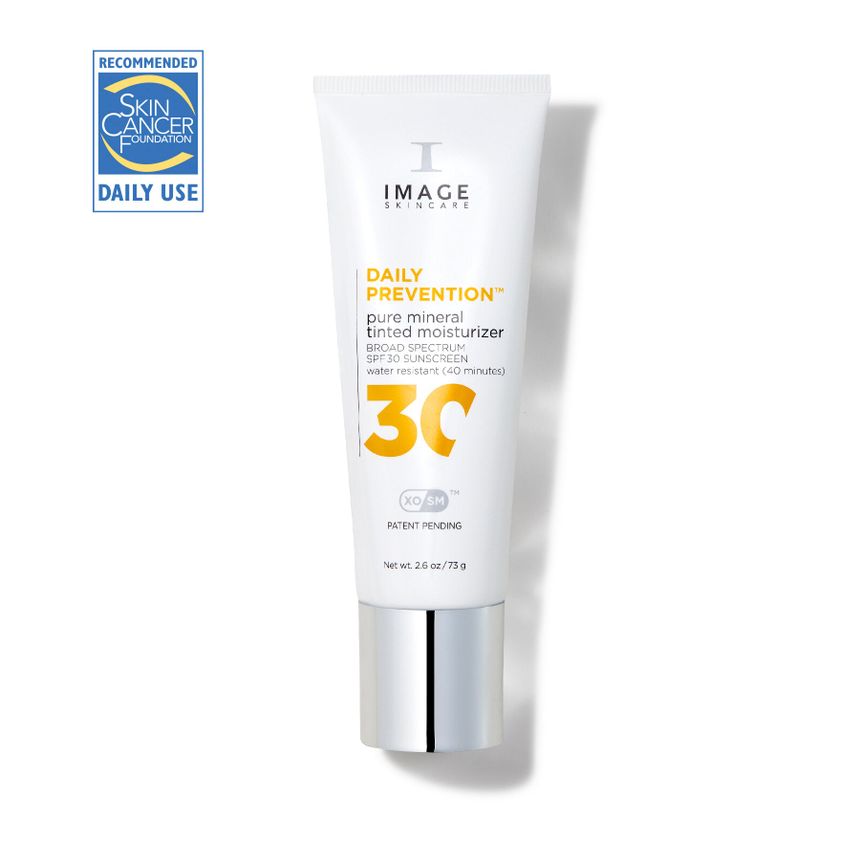 RECOMMENDED
SKIN
CANCER
FOUNDATION
DAILY USE
I
IMAGE
SKINCARE
DAILY
PREVENTION™
pure mineral
tinted moisturizer
BROAD SPECTRUM
SPF30 SUNSCREEN
water resistant (40 minutes)
30
XO/SM™
PATENT PENDING
Net wt. 2.6 oz/73 g